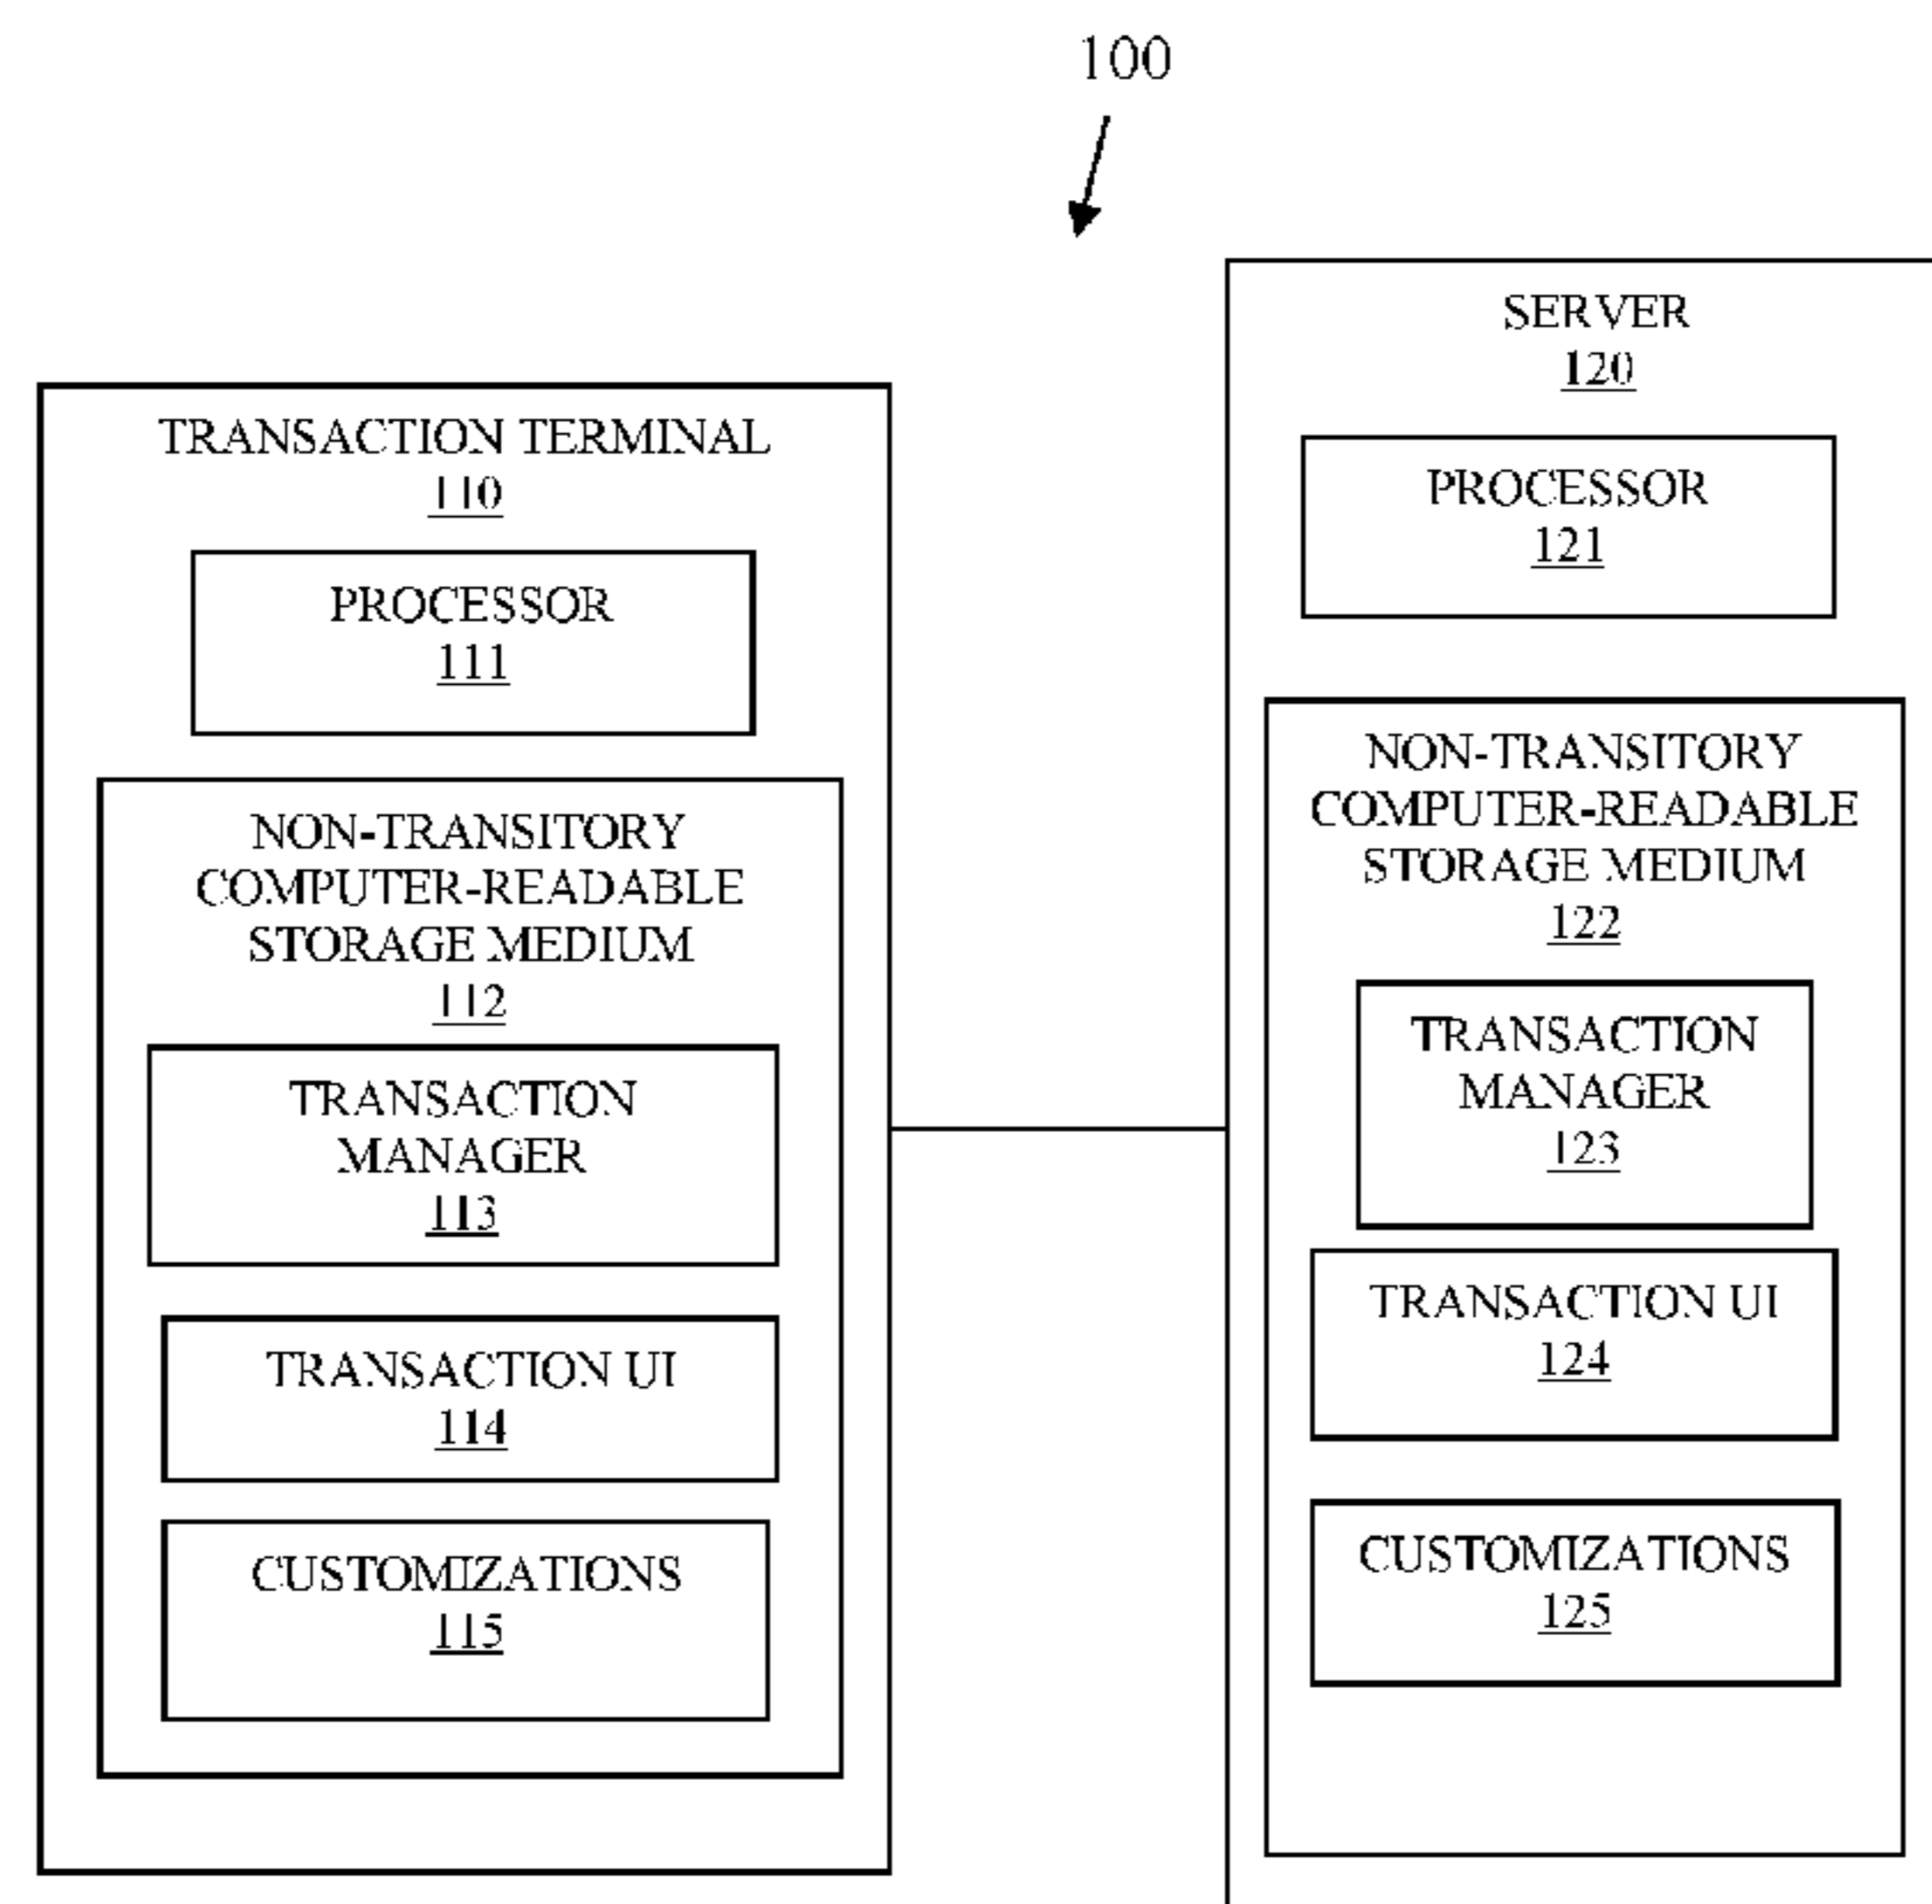 100
TRANSACTION TERMINAL
110
PROCESSOR
111
NON-TRANSITORY
COMPUTER-READABLE
STORAGE MEDIUM
112
TRANSACTION
MANAGER
113
TRANSACTION UI
114
CUSTOMIZATIONS
115
SERVER
120
PROCESSOR
121
NON-TRANSITORY
COMPUTER-READABLE
STORAGE MEDIUM
122
TRANSACTION
MANAGER
123
TRANSACTION UI
124
CUSTOMIZATIONS
125